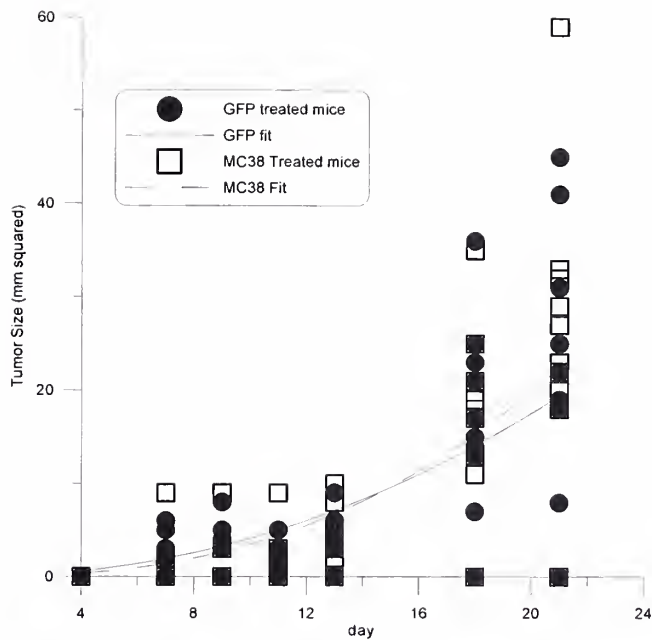 60
GFP treated mice
GFP fit
MC38 Treated mice
MC38 Fit
40
Tumor Size (mm squared)
20
0
4
8
12
16
20
24
day